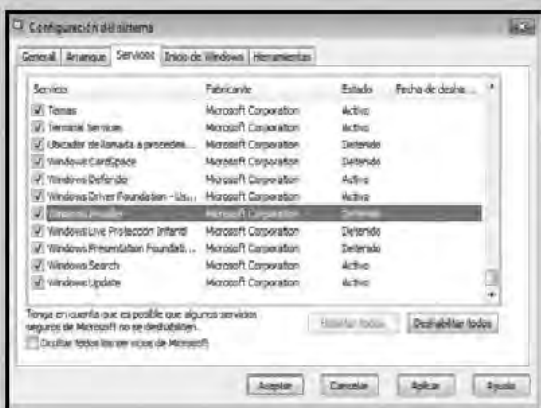 Configuración del sistema
General Arranque Servicios Inicio de Windows Herramientas
Servicio Fabricante Estado Fecha de desha...
Temas Microsoft Corporation Activo
Terminal Services Microsoft Corporation Activo
Ubicador de llamada a procedimi... Microsoft Corporation Detenido
Windows CardSpace Microsoft Corporation Detenido
Windows Defender Microsoft Corporation Activo
Windows Driver Foundation - Us... Microsoft Corporation Activo
Windows Installer Microsoft Corporation Detenido
Windows Live Protección Infantil Microsoft Corporation Detenido
Windows Presentation Foundati... Microsoft Corporation Detenido
Windows Search Microsoft Corporation Activo
Windows Update Microsoft Corporation Activo
Tenga en cuenta que es posible que algunos servicios
seguros de Microsoft no se deshabiliten.
Habilitar todos Deshabilitar todos
Ocultar todos los servicios de Microsoft
Aceptar Cancelar Aplicar Ayuda